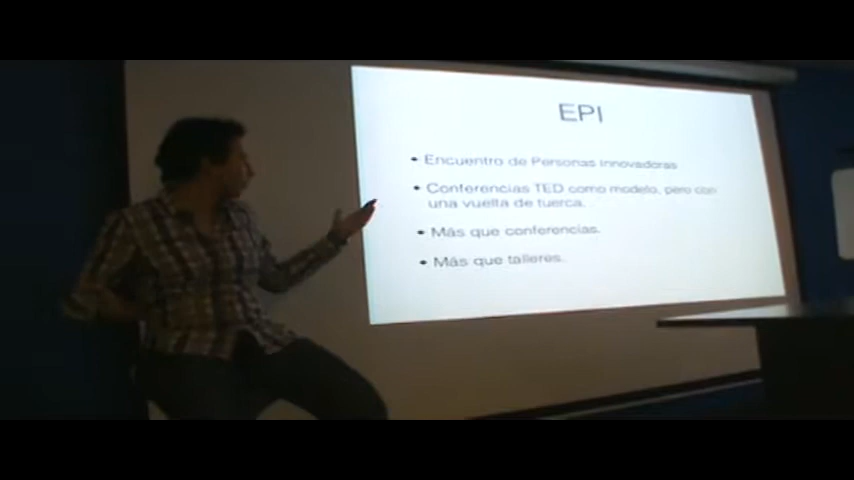 EPI
• Encuentro de Personas Innovadoras
• Conferencias TED como modelo, pero con
una vuelta de tuerca.
• Más que conferencias.
• Más que talleres.